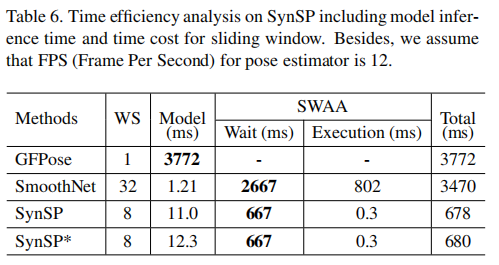 Table 6. Time efficiency analysis on SynSP including model infer-
ence time and time cost for sliding window. Besides, we assume
that FPS (Frame Per Second) for pose estimator is 12.
Methods WS Model (ms) SWAA Total (ms)
Wait (ms) Execution (ms)
GFPose 1 3772 - - 3772
SmoothNet 32 1.21 2667 802 3470
SynSP 8 11.0 667 0.3 678
SynSP* 8 12.3 667 0.3 680